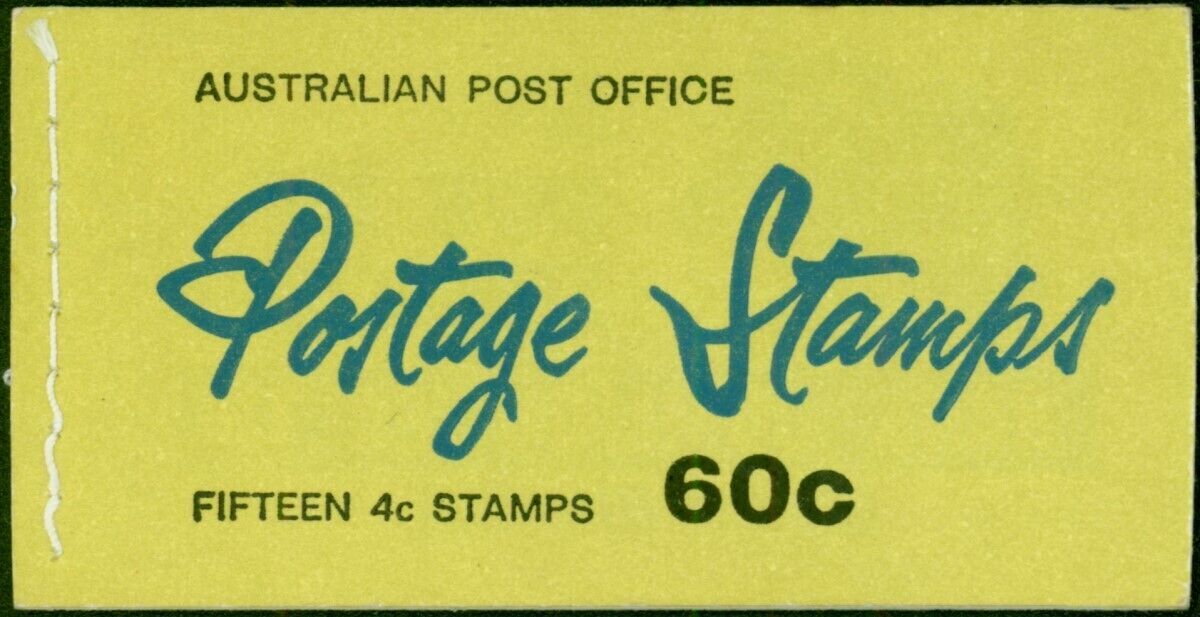 AUSTRALIAN POST OFFICE
Postage Stamps
FIFTEEN 4c STAMPS 60c